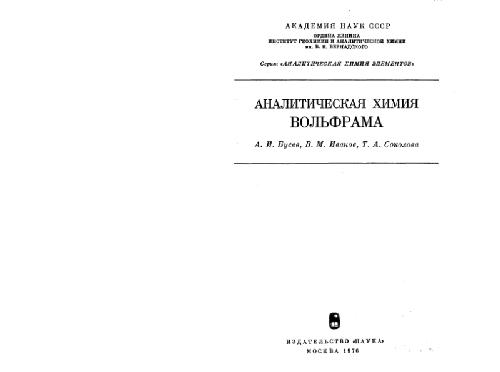 АКАДЕМИЯ НАУК СССР
ОРДЕНА ЛЕНИНА
ИНСТИТУТ ГЕОХИМИИ И АНАЛИТИЧЕСКОЙ ХИМИИ
им. В. И. ВЕРНАДСКОГО
Серия: «АНАЛИТИЧЕСКАЯ ХИМИЯ ЭЛЕМЕНТОВ»
АНАЛИТИЧЕСКАЯ ХИМИЯ
ВОЛЬФРАМА
А. И. Бусев, В. М. Иванов, Т. А. Соколова
ИЗДАТЕЛЬСТВО «НАУКА»
МОСКВА 1976